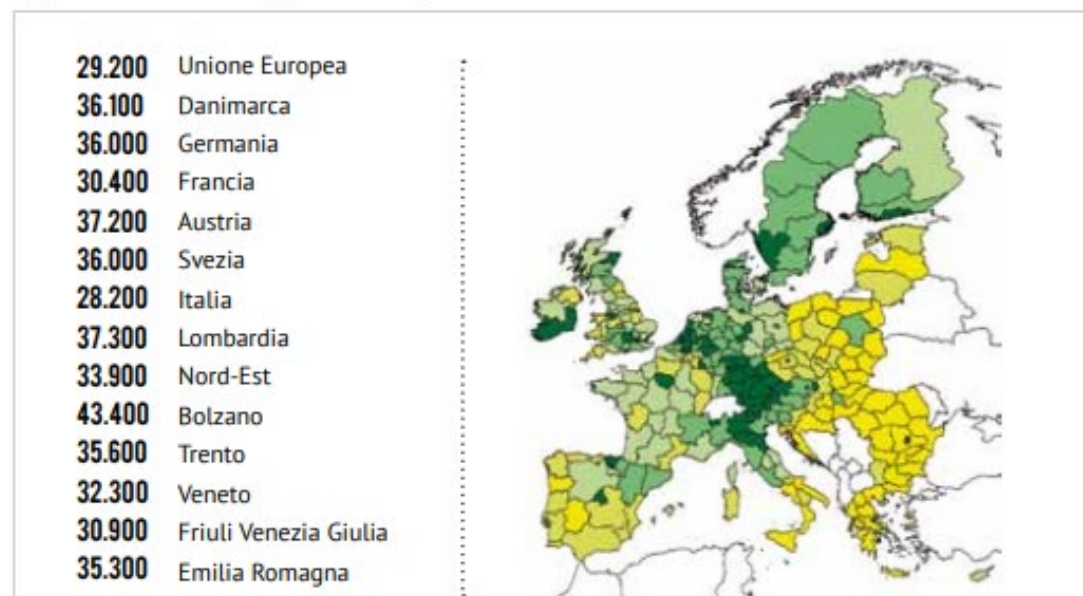 29.200 Unione Europea
36.100 Danimarca
36.000 Germania
30.400 Francia
37.200 Austria
36.000 Svezia
28.200 Italia
37.300 Lombardia
33.900 Nord-Est
43.400 Bolzano
35.600 Trento
32.300 Veneto
30.900 Friuli Venezia Giulia
35.300 Emilia Romagna